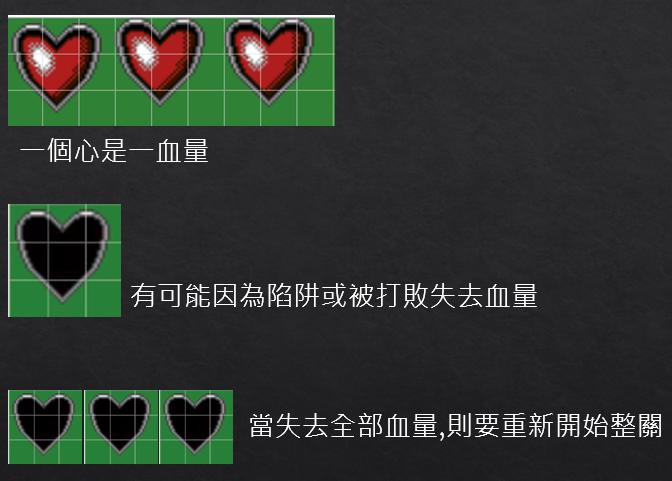 一個心是一血量
有可能因為陷阱或被打敗失去血量
當失去全部血量,則要重新開始整關